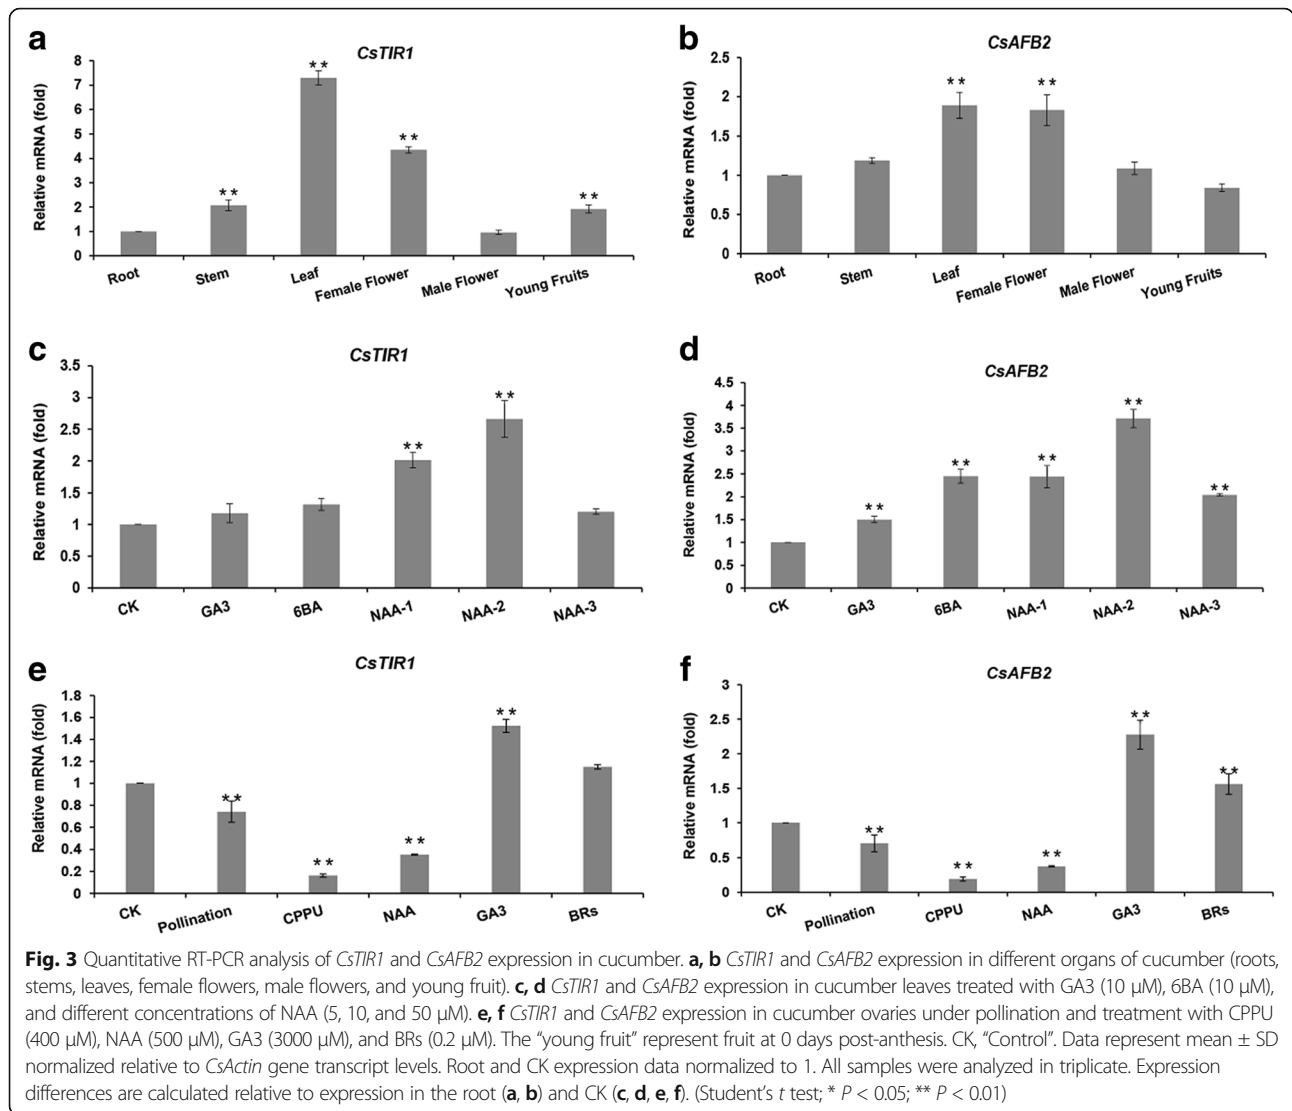 a
CsTIR1
Relative mRNA (fold)
8
7
6
5
4
3
2
1
0
**
**
**
**
Root
Stem
Leaf
Female Flower
Male Flower
Young Fruits
b
CsAFB2
Relative mRNA (fold)
2.5
2
1.5
1
0.5
0
**
**
Root
Stem
Leaf
Female Flower
Male Flower
Young Fruits
c
CsTIR1
Relative mRNA (fold)
3.5
3
2.5
2
1.5
1
0.5
0
**
**
CK
GA3
6BA
NAA-1
NAA-2
NAA-3
d
CsAFB2
Relative mRNA (fold)
4.5
4
3.5
3
2.5
2
1.5
1
0.5
0
**
**
**
**
**
CK
GA3
6BA
NAA-1
NAA-2
NAA-3
e
CsTIR1
Relative mRNA (fold)
1.8
1.6
1.4
1.2
1
0.8
0.6
0.4
0.2
0
**
**
**
**
CK
Pollination
CPPU
NAA
GA3
BRs
f
CsAFB2
Relative mRNA (fold)
3
2.5
2
1.5
1
0.5
0
**
**
**
**
**
CK
Pollination
CPPU
NAA
GA3
BRs
Fig. 3 Quantitative RT-PCR analysis of CsTIR1 and CsAFB2 expression in cucumber. a, b CsTIR1 and CsAFB2 expression in different organs of cucumber (roots,
stems, leaves, female flowers, male flowers, and young fruit). c, d CsTIR1 and CsAFB2 expression in cucumber leaves treated with GA3 (10 μM), 6BA (10 μM),
and different concentrations of NAA (5, 10, and 50 μM). e, f CsTIR1 and CsAFB2 expression in cucumber ovaries under pollination and treatment with CPPU
(400 μM), NAA (500 μM), GA3 (3000 μM), and BRs (0.2 μM). The “young fruit” represent fruit at 0 days post-anthesis. CK, “Control”. Data represent mean ± SD
normalized relative to CsActin gene transcript levels. Root and CK expression data normalized to 1. All samples were analyzed in triplicate. Expression
differences are calculated relative to expression in the root (a, b) and CK (c, d, e, f). (Student’s t test; * P < 0.05; ** P < 0.01)